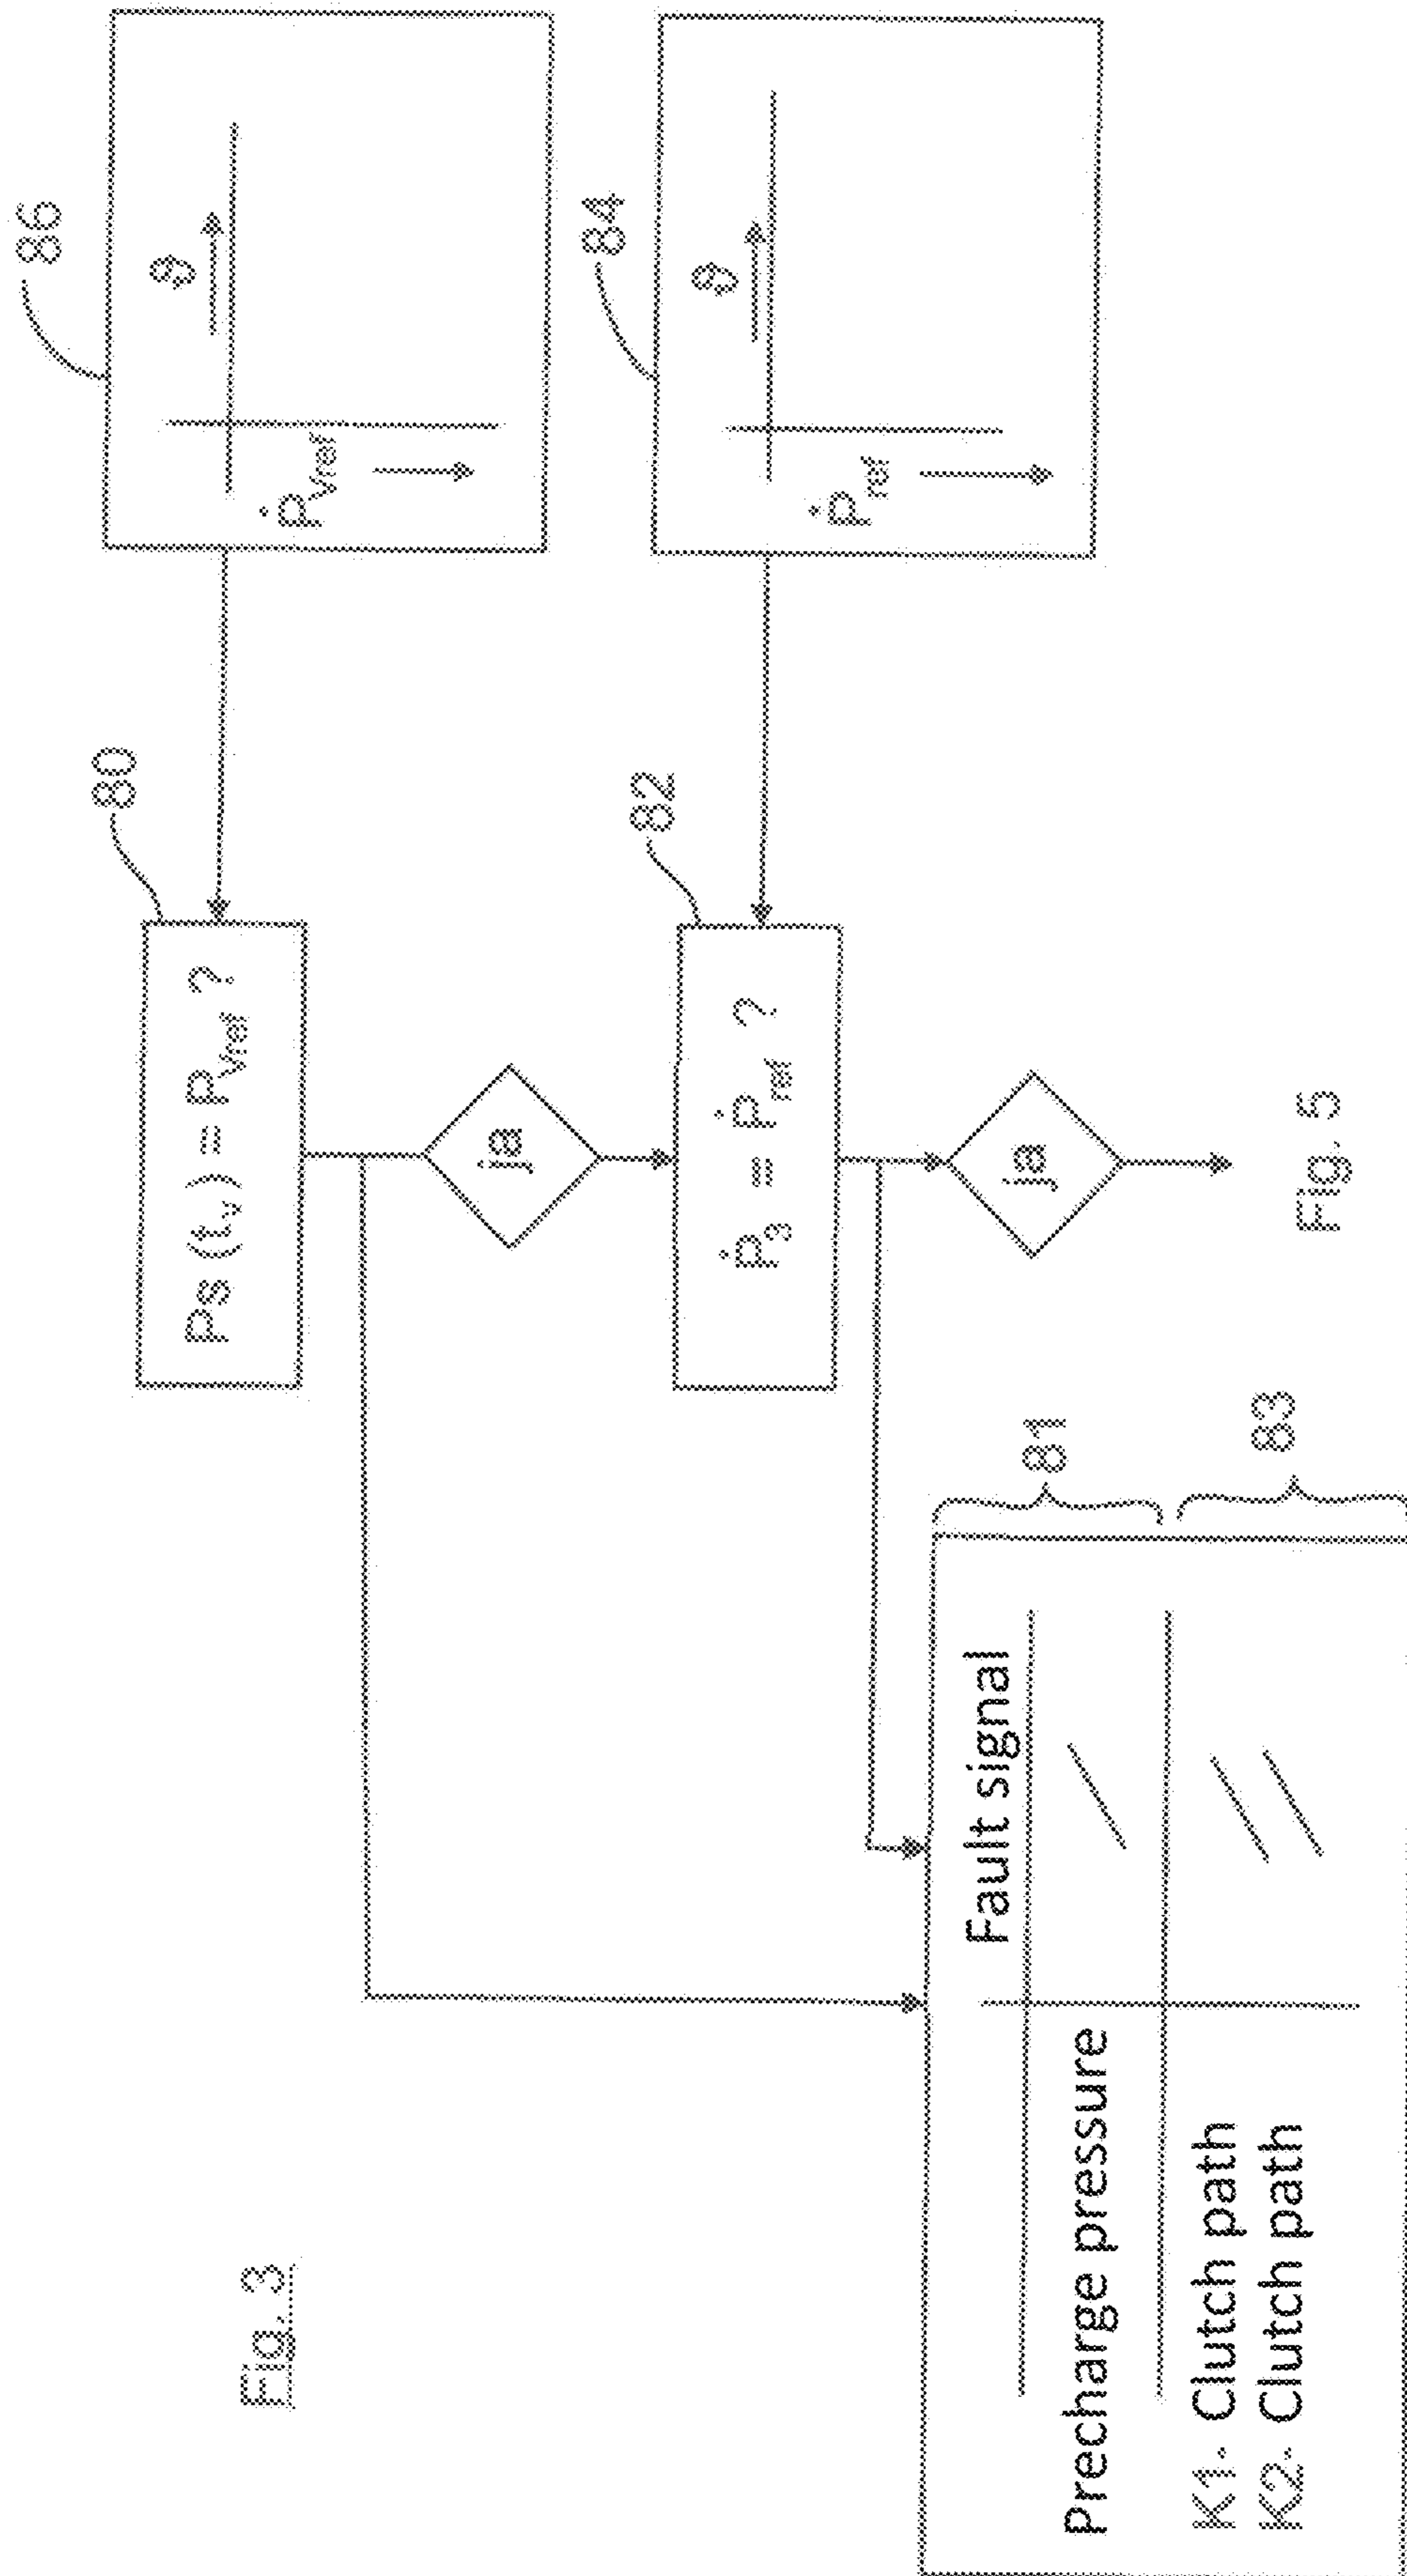 Fig. 3
86
ϑ
ṖVref
80
Ps (tv) = PVref ?
ja
84
ϑ
Ṗref
82
Ṗ3 = Ṗref ?
ja
Fig. 5
81
83
Fault signal
Precharge pressure
K1- Clutch path
K2- Clutch path